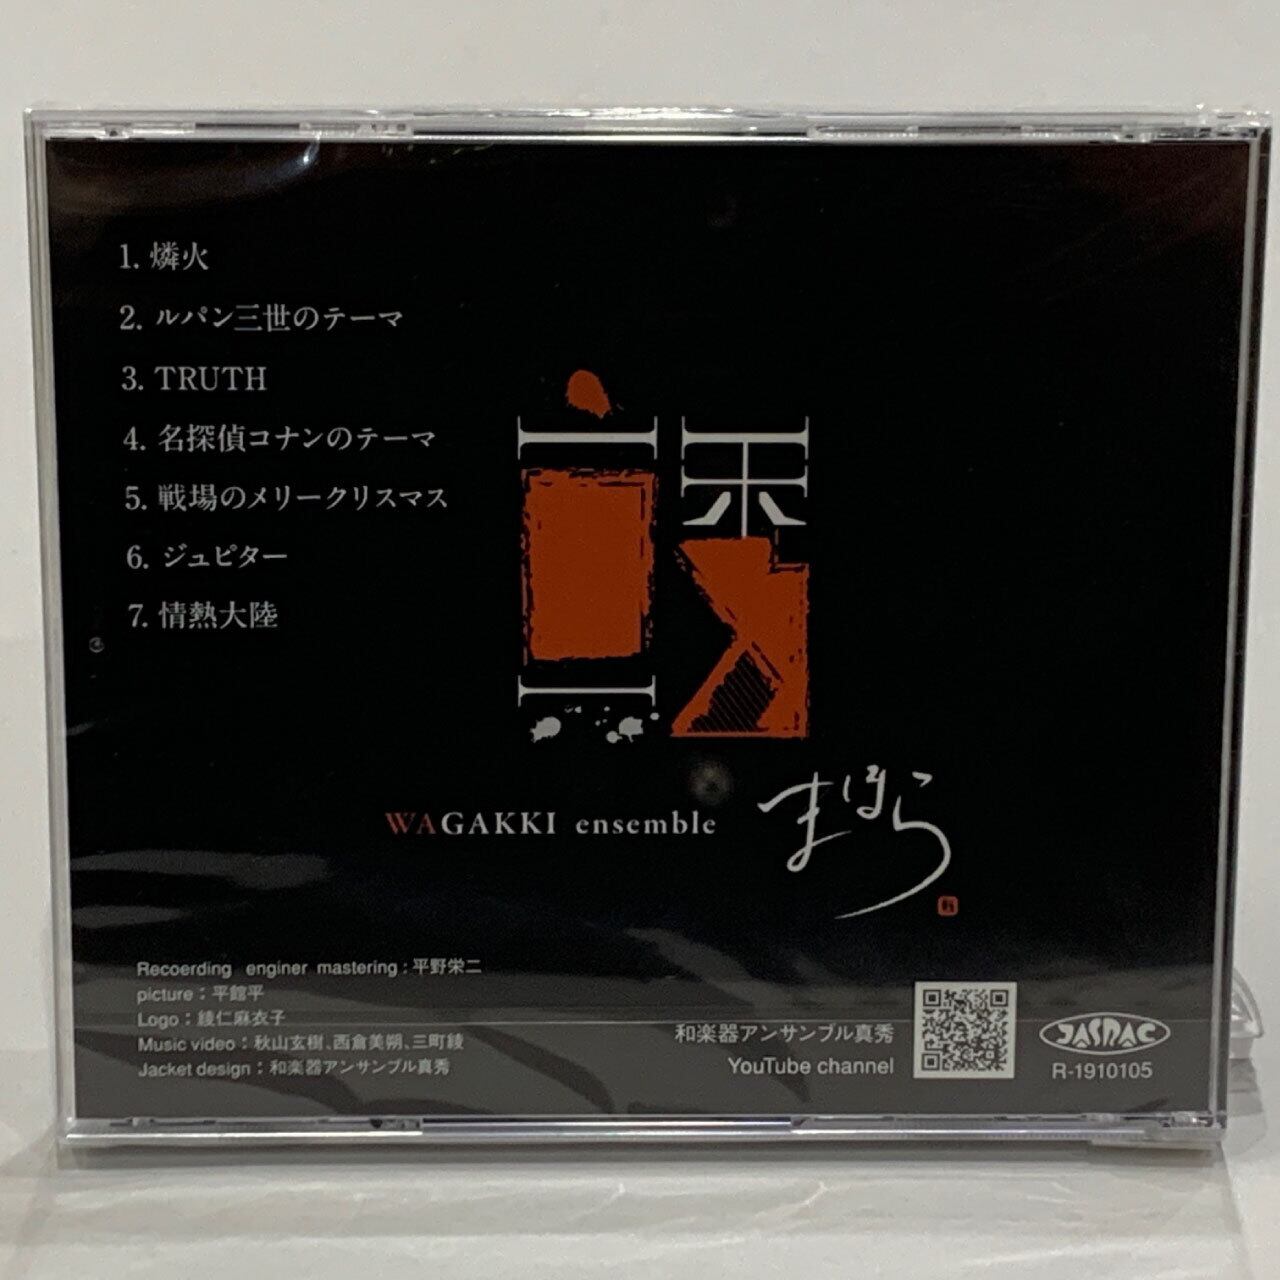 1. 燐火
2. ルパン三世のテーマ
3. TRUTH
4. 名探偵コナンのテーマ
5. 戦場のメリークリスマス
6. ジュピター
7. 情熱大陸
WAGAKKI ensemble まほら
Recoerding enginer mastering : 平野栄二
picture : 平館平
Logo : 綾仁麻衣子
Music video : 秋山玄樹、西倉美朔、三町綾
Jacket design : 和楽器アンサンブル真秀
和楽器アンサンブル真秀
YouTube channel
JASRAC
R-1910105